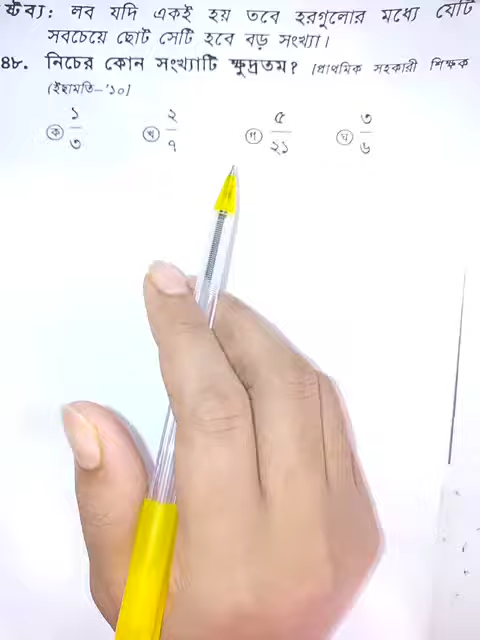 দ্রষ্টব্য: লব যদি একই হয় তবে হরগুলোর মধ্যে যেটি
সবচেয়ে ছোট সেটি হবে বড় সংখ্যা।
৪৮. নিচের কোন সংখ্যাটি ক্ষুদ্রতম? [প্রাথমিক সহকারী শিক্ষক
(ইছামতি–'১০]
ক ১/৩ খ ২/৭ গ ৫/২১ ঘ ৩/৬